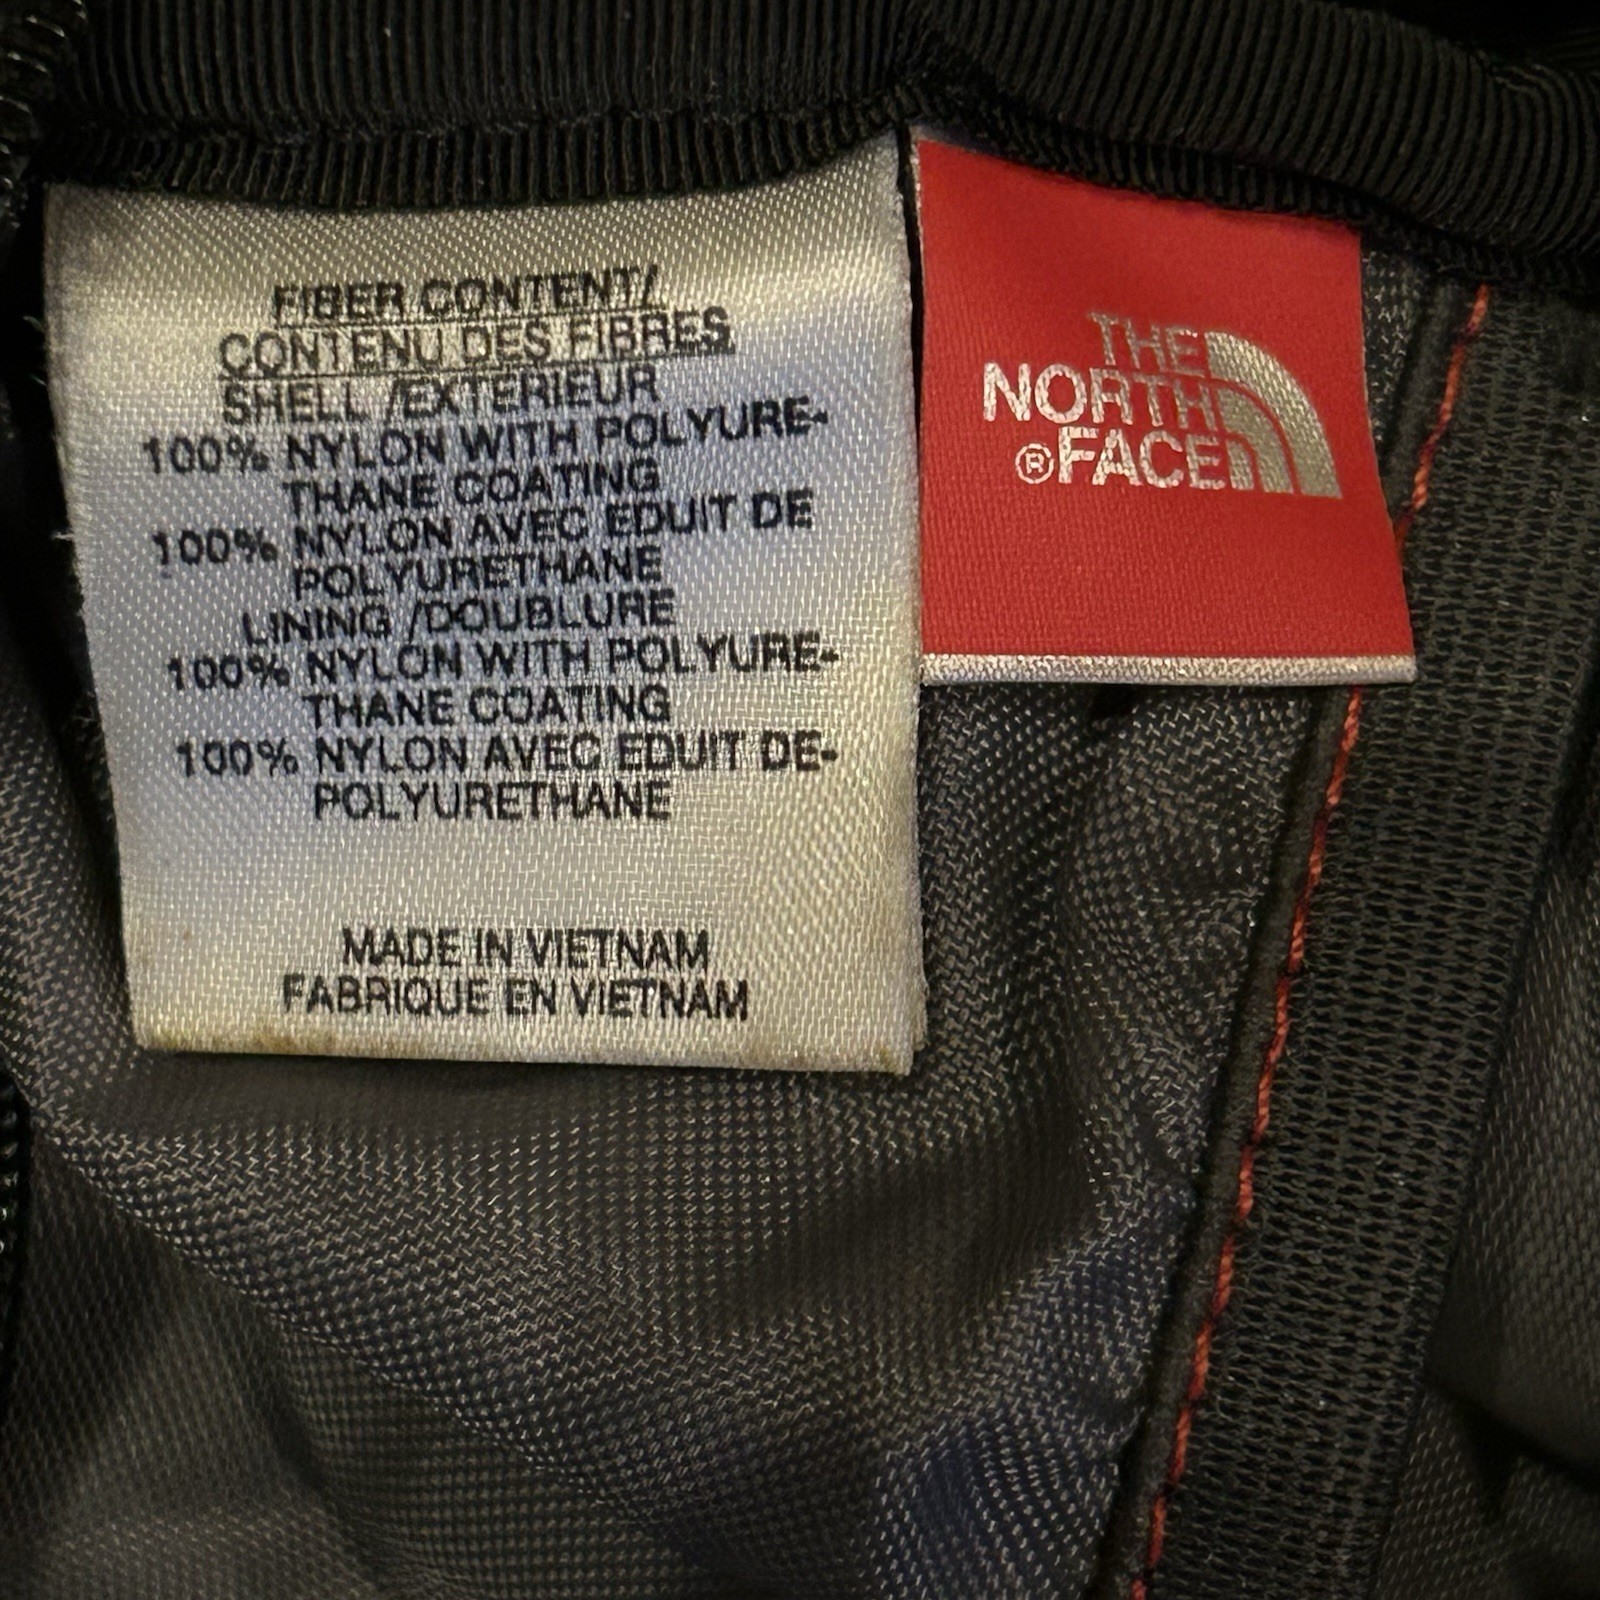 FIBER CONTENT/
CONTENU DES FIBRES
SHELL /EXTERIEUR
100% NYLON WITH POLYURE-
THANE COATING
100% NYLON AVEC EDUIT DE
POLYURETHANE
LINING /DOUBLURE
100% NYLON WITH POLYURE-
THANE COATING
100% NYLON AVEC EDUIT DE-
POLYURETHANE
MADE IN VIETNAM
FABRIQUE EN VIETNAM
THE
NORTH
®FACE